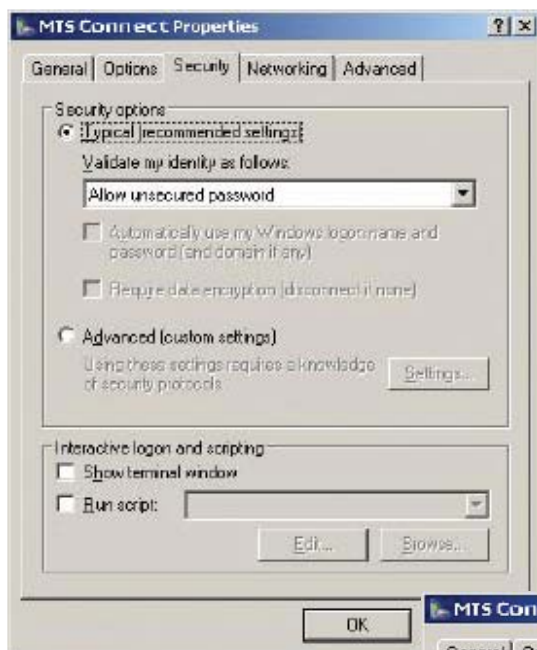 MTS Connect Properties
General Options Security Networking Advanced
Security options
Typical (recommended settings)
Validate my identity as follows:
Allow unsecured password
Automatically use my Windows logon name and
password (and domain if any)
Require data encryption (disconnect if none)
Advanced (custom settings)
Using these settings requires a knowledge
of security protocols
Settings...
Interactive logon and scripting
Show terminal window
Run script:
Edit... Browse...
OK
MTS Con
General